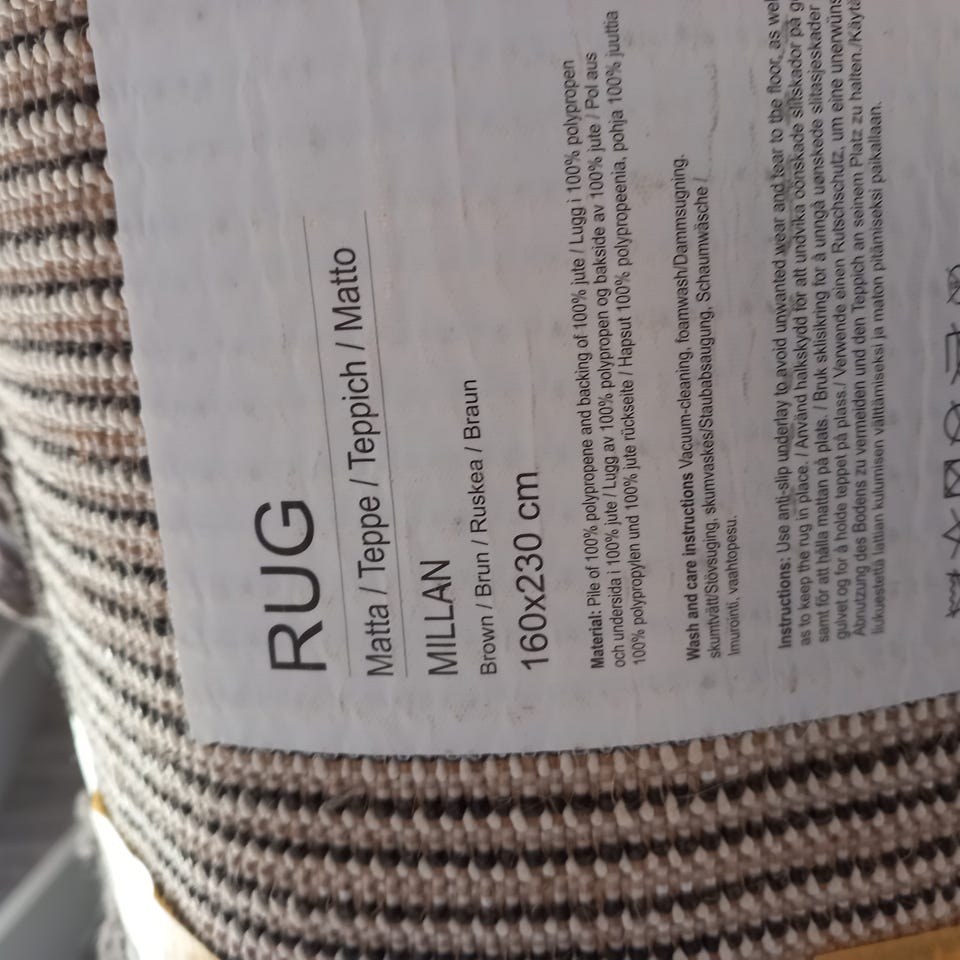 RUG
Matta / Teppe / Teppich / Matto
MILLAN
Brown / Brun / Ruskea / Braun
160x230 cm
Material: Pile of 100% polypropene and backing of 100% jute / Lugg i 100% polypropen
och undersida i 100% jute / Lugg av 100% polypropen og bakside av 100% jute / Pol aus
100% polypropylen und 100% jute rückseite / Hapsut 100% polypropeenia, pohja 100% juuttia
Wash and care instructions Vacuum-cleaning, foamwash/Dammsugning.
skumtvätt/Stövsuging, skumvaskes/Staubabsaugung, Schaumwäsche /
Imurointi, vaahtopesu.
Instructions: Use anti-slip underlay to avoid unwanted wear and tear to the floor, as wel
as to keep the rug in place. / Använd halkskydd för att undvika oönskade slitskador på g
samt för att hålla mattan på plats. / Bruk sklisikring for å unngå uønskede slitasjeskader
gulvet og for å holde teppet på plass./ Verwende einen Rutschschutz, um eine unerwüns
Abnutzung des Bodens zu vermeiden und den Teppich an seinem Platz zu halten./Käytä
liukuestettä lattian kulumisen välttämiseksi ja maton pitämiseksi paikallaan.